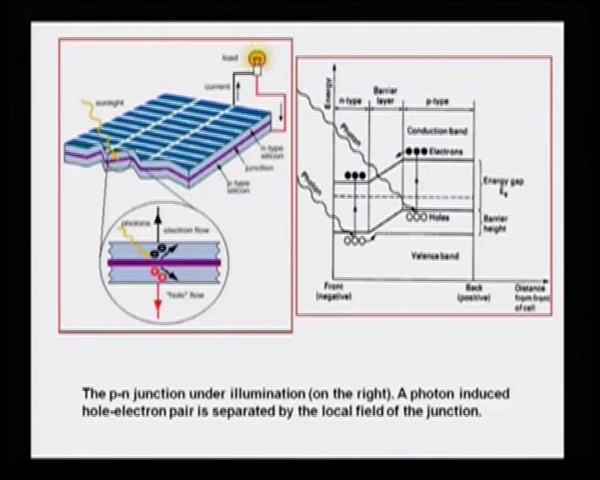 load
current
sunlight
n-type
silicon
junction
p-type
silicon
photons
electron flow
"hole" flow
Energy
n-type
Barrier
layer
p-type
Photon
Conduction band
Electrons
Photon
Energy gap
Eg
Holes
Barrier
height
Valence band
Front
(negative)
Back
(positive)
Distance
from front
of cell
The p-n junction under illumination (on the right). A photon induced
hole-electron pair is separated by the local field of the junction.